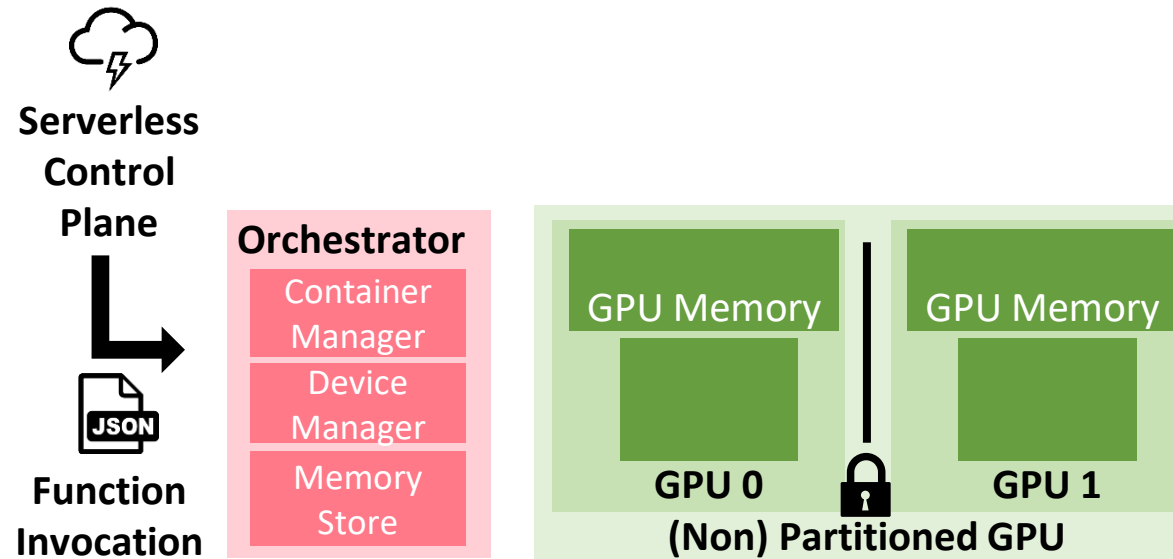 Serverless
Control
Plane
JSON
Function
Invocation
Orchestrator
Container
Manager
Device
Manager
Memory
Store
GPU Memory
GPU 0
GPU Memory
GPU 1
(Non) Partitioned GPU